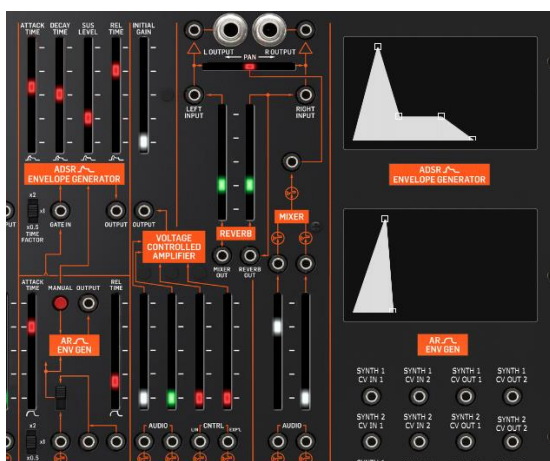 ATTACK TIME
DECAY TIME
SUS LEVEL
REL TIME
INITIAL GAIN
L OUTPUT
R OUTPUT
PAN
LEFT INPUT
RIGHT INPUT
ADSR
ENVELOPE GENERATOR
x2
x1
x0.5
TIME FACTOR
GATE IN
OUTPUT
OUTPUT
VOLTAGE
CONTROLLED
AMPLIFIER
REVERB
MIXER
MIXER OUT
REVERB OUT
ATTACK TIME
MANUAL
OUTPUT
REL TIME
AR
ENV GEN
AUDIO
LIN
CNTRL
EXPL
AUDIO
x2
x0.5
ADSR
ENVELOPE GENERATOR
AR
ENV GEN
SYNTH 1 CV IN 1
SYNTH 1 CV IN 2
SYNTH 1 CV OUT 1
SYNTH 1 CV OUT 2
SYNTH 2 CV IN 1
SYNTH 2 CV IN 2
SYNTH 2 CV OUT 1
SYNTH 2 CV OUT 2